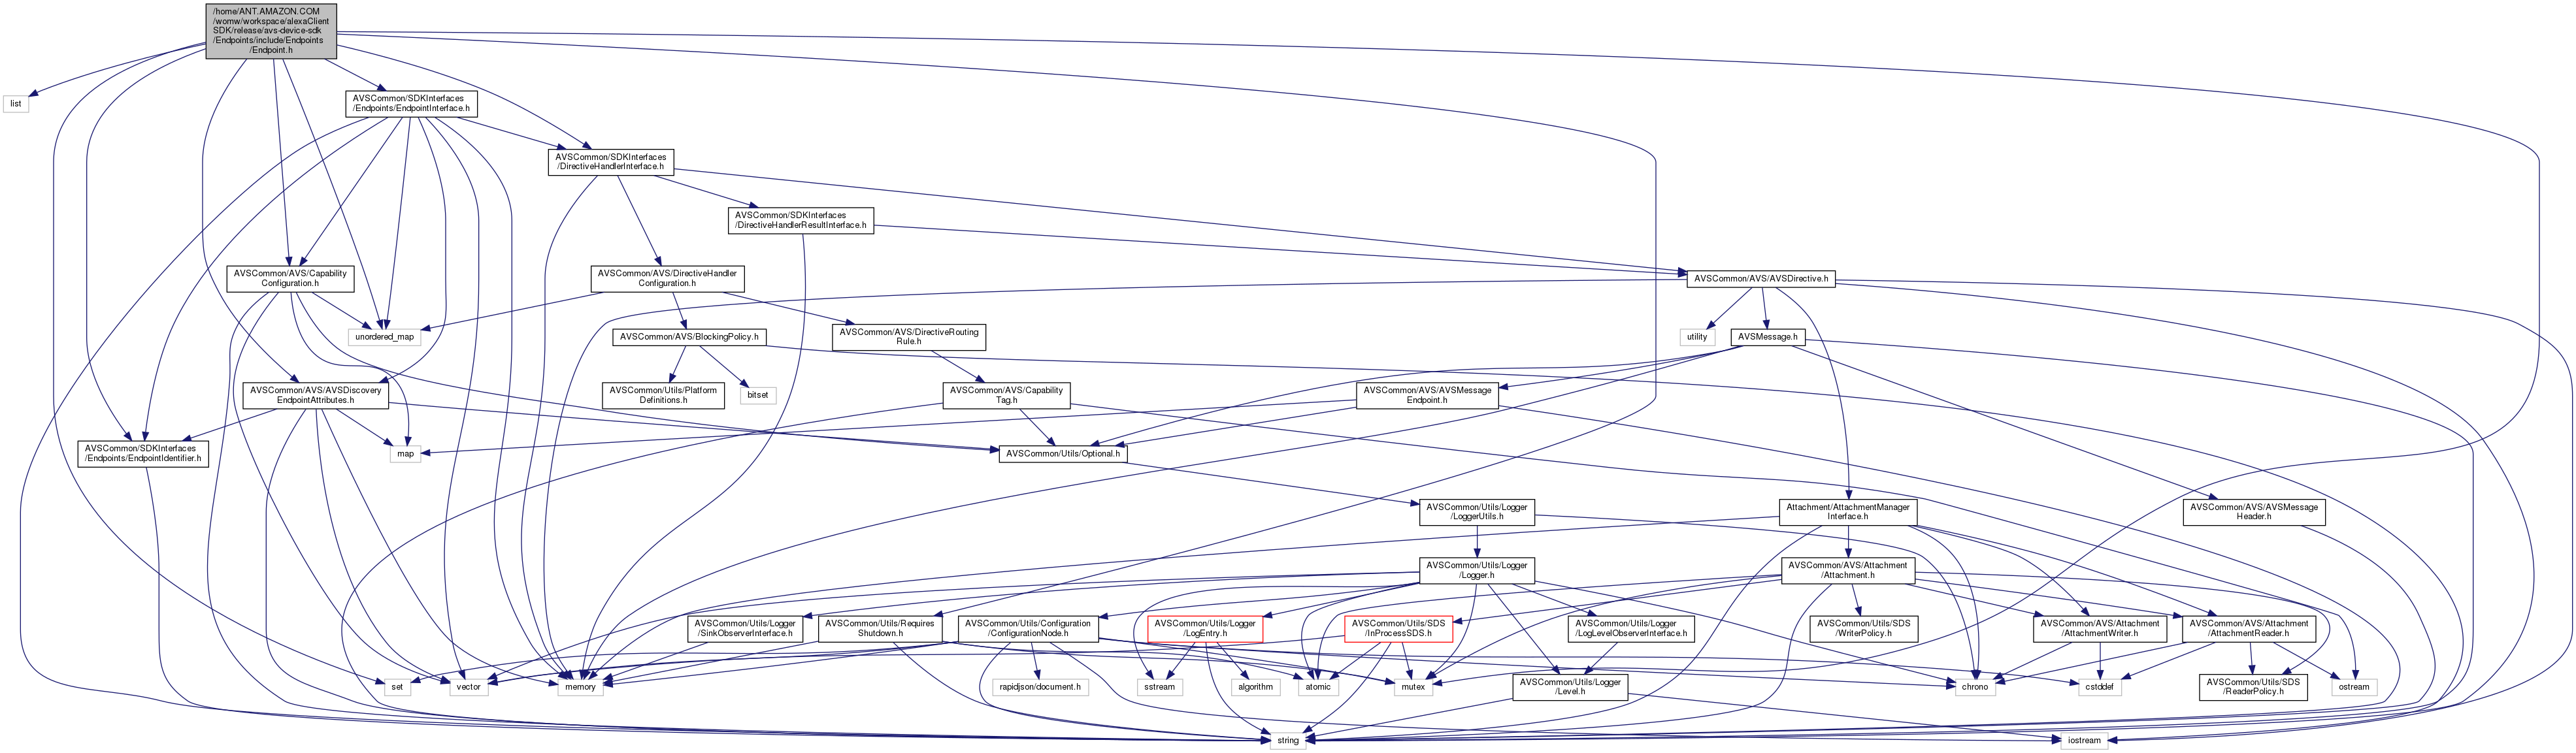 /home/ANT.AMAZON.COM
/womw/workspace/alexaClient
SDK/release/avs-device-sdk
/Endpoints/include/Endpoints
/Endpoint.h
list
AVSCommon/SDKInterfaces
/Endpoints/EndpointInterface.h
AVSCommon/SDKInterfaces
/DirectiveHandlerInterface.h
AVSCommon/SDKInterfaces
/DirectiveHandlerResultInterface.h
AVSCommon/AVS/Capability
Configuration.h
AVSCommon/AVS/DirectiveHandler
Configuration.h
AVSCommon/AVS/AVSDirective.h
unordered_map
AVSCommon/AVS/BlockingPolicy.h
AVSCommon/AVS/DirectiveRouting
Rule.h
utility
AVSMessage.h
AVSCommon/AVS/AVSDiscovery
EndpointAttributes.h
AVSCommon/Utils/Platform
Definitions.h
bitset
AVSCommon/AVS/Capability
Tag.h
AVSCommon/AVS/AVSMessage
Endpoint.h
AVSCommon/SDKInterfaces
/Endpoints/EndpointIdentifier.h
map
AVSCommon/Utils/Optional.h
AVSCommon/Utils/Logger
/LoggerUtils.h
Attachment/AttachmentManager
Interface.h
AVSCommon/AVS/AVSMessage
Header.h
AVSCommon/Utils/Logger
/Logger.h
AVSCommon/AVS/Attachment
/Attachment.h
AVSCommon/Utils/Logger
/SinkObserverInterface.h
AVSCommon/Utils/Requires
Shutdown.h
AVSCommon/Utils/Configuration
/ConfigurationNode.h
AVSCommon/Utils/Logger
/LogEntry.h
AVSCommon/Utils/SDS
/InProcessSDS.h
AVSCommon/Utils/Logger
/LogLevelObserverInterface.h
AVSCommon/Utils/SDS
/WriterPolicy.h
AVSCommon/AVS/Attachment
/AttachmentWriter.h
AVSCommon/AVS/Attachment
/AttachmentReader.h
set
vector
memory
rapidjson/document.h
sstream
algorithm
atomic
mutex
AVSCommon/Utils/Logger
/Level.h
chrono
cstddef
AVSCommon/Utils/SDS
/ReaderPolicy.h
ostream
string
iostream